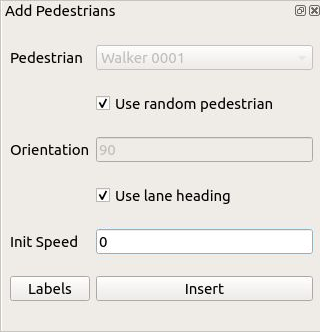 Add Pedestrians
Pedestrian Walker 0001
Use random pedestrian
Orientation 90
Use lane heading
Init Speed 0
Labels Insert